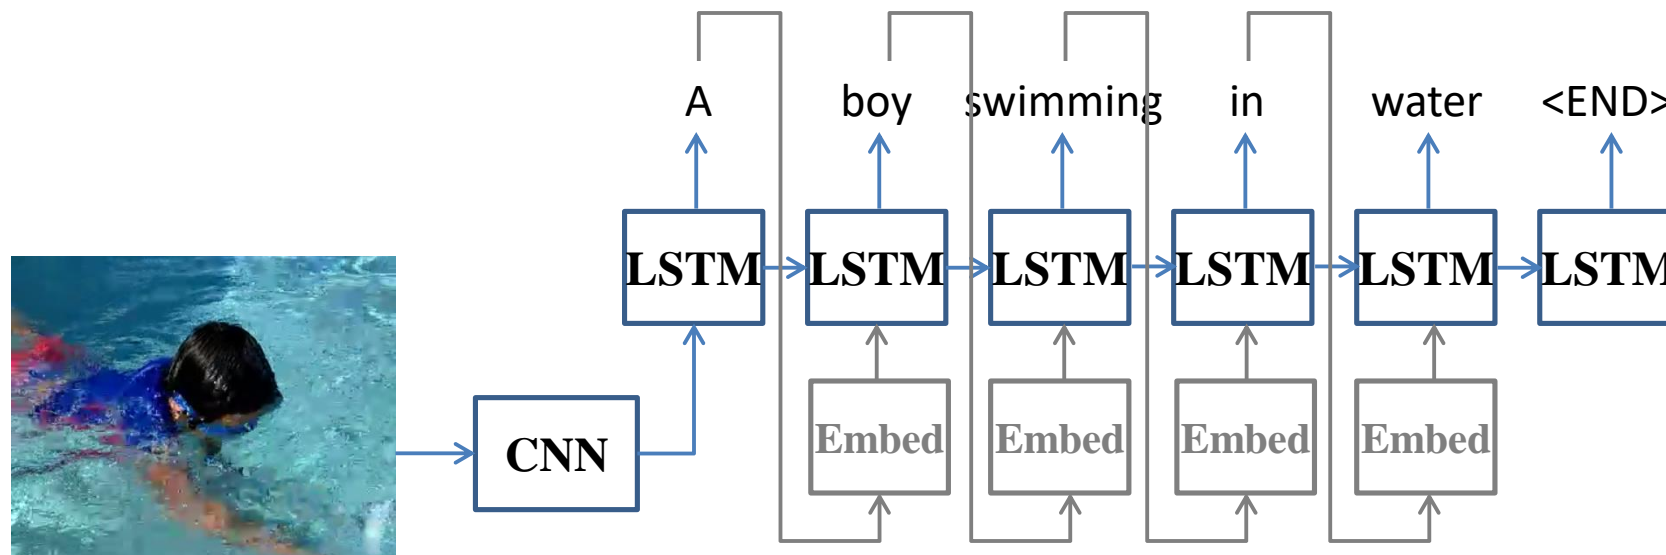 A boy swimming in water <END>
LSTM LSTM LSTM LSTM LSTM LSTM
CNN Embed Embed Embed Embed